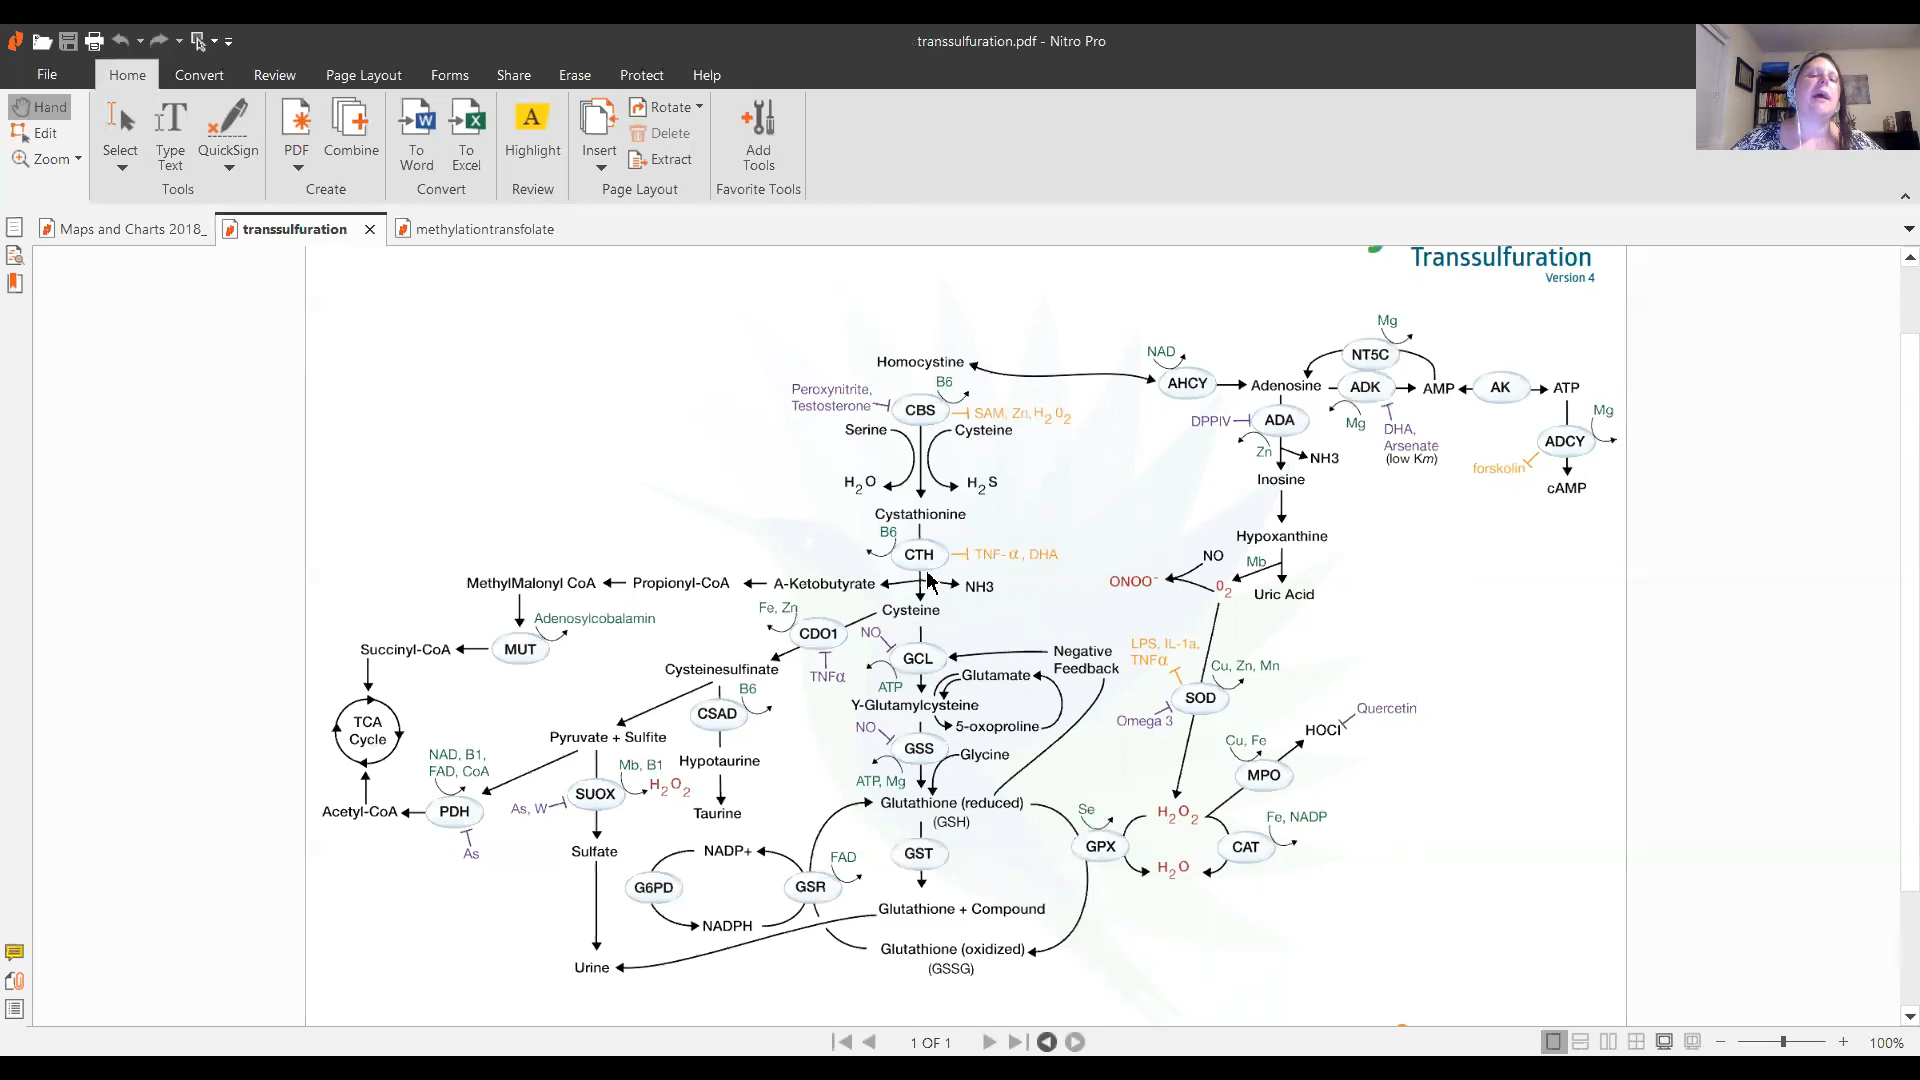 transsulfuration.pdf - Nitro Pro
File
Home
Convert
Review
Page Layout
Forms
Share
Erase
Protect
Help
Hand
Edit
Zoom
Select
Type
Text
QuickSign
Tools
PDF
Combine
Create
To
Word
To
Excel
Convert
Highlight
Review
Insert
Rotate
Delete
Extract
Page Layout
Add
Tools
Favorite Tools
Maps and Charts 2018_
transsulfuration
methylationtransfolate
Transsulfuration
Version 4
Homocystine
Peroxynitrite,
Testosterone
B6
CBS
SAM, Zn, H2 02
Serine
Cysteine
H2O
H2S
Cystathionine
B6
CTH
TNF- α , DHA
MethylMalonyl CoA
Propionyl-CoA
A-Ketobutyrate
NH3
Cysteine
Adenosylcobalamin
MUT
Succinyl-CoA
TCA
Cycle
Fe, Zn
CDO1
TNFα
Cysteinesulfinate
B6
CSAD
Hypotaurine
Taurine
Pyruvate + Sulfite
NAD, B1,
FAD, CoA
PDH
As
Acetyl-CoA
Mb, B1
H2O2
SUOX
As, W
Sulfate
Urine
NO
GCL
ATP
Negative
Feedback
Glutamate
Y-Glutamylcysteine
5-oxoproline
NO
GSS
Glycine
ATP, Mg
Glutathione (reduced)
(GSH)
GST
NADP+
G6PD
GSR
FAD
NADPH
Glutathione + Compound
Glutathione (oxidized)
(GSSG)
NAD
AHCY
Adenosine
Mg
NT5C
ADK
AMP
AK
ATP
Mg
DHA,
Arsenate
(low Km)
Mg
ADCY
forskolin
cAMP
DPPIV
ADA
Zn
NH3
Inosine
Hypoxanthine
NO
Mb
ONOO-
02
Uric Acid
LPS, IL-1a,
TNFα
Cu, Zn, Mn
SOD
Omega 3
Quercetin
HOCI
Cu, Fe
MPO
Se
GPX
H2O2
Fe, NADP
CAT
H2O
1 OF 1
100%